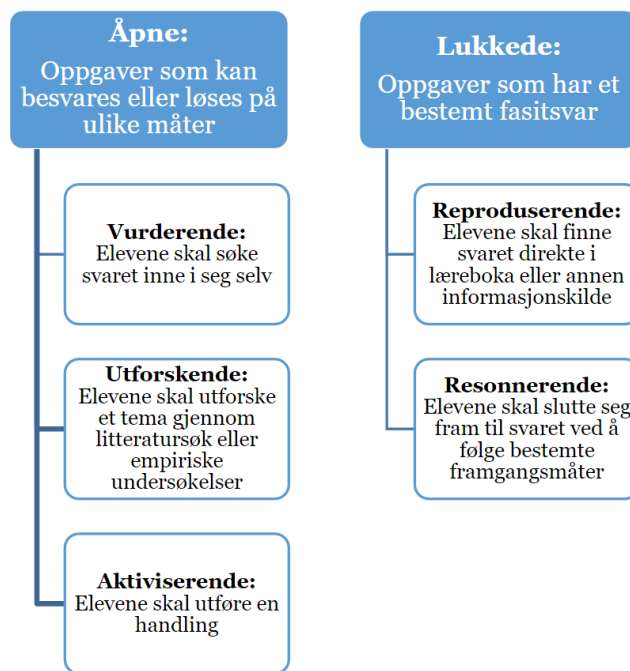 Åpne:
Oppgaver som kan
besvares eller løses på
ulike måter
Vurderende:
Elevene skal søke
svaret inne i seg selv
Utforskende:
Elevene skal utforske
et tema gjennom
litteratursøk eller
empiriske
undersøkelser
Aktiviserende:
Elevene skal utføre en
handling
Lukkede:
Oppgaver som har et
bestemt fasitsvar
Reproduserende:
Elevene skal finne
svaret direkte i
læreboka eller annen
informasjonskilde
Resonnerende:
Elevene skal slutte seg
fram til svaret ved å
følge bestemte
framgangsmåter